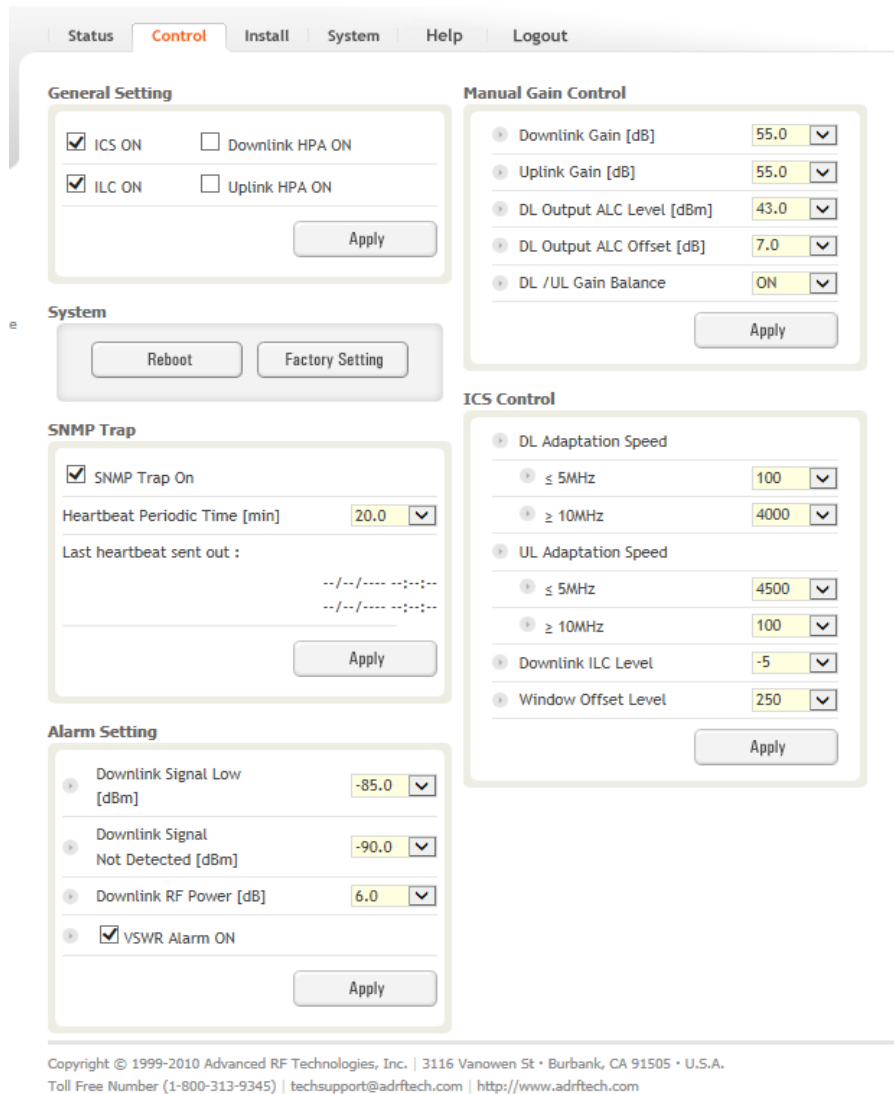 Status Control Install System Help Logout
General Setting
ICS ON Downlink HPA ON
ILC ON Uplink HPA ON
Apply
e
System
Reboot Factory Setting
SNMP Trap
SNMP Trap On
Heartbeat Periodic Time [min] 20.0
Last heartbeat sent out :
--/--/---- --:--:--
--/--/---- --:--:--
Apply
Alarm Setting
Downlink Signal Low
[dBm]
-85.0
Downlink Signal
Not Detected [dBm]
-90.0
Downlink RF Power [dB] 6.0
VSWR Alarm ON
Apply
Manual Gain Control
Downlink Gain [dB] 55.0
Uplink Gain [dB] 55.0
DL Output ALC Level [dBm] 43.0
DL Output ALC Offset [dB] 7.0
DL /UL Gain Balance ON
Apply
ICS Control
DL Adaptation Speed
≤ 5MHz 100
≥ 10MHz 4000
UL Adaptation Speed
≤ 5MHz 4500
≥ 10MHz 100
Downlink ILC Level -5
Window Offset Level 250
Apply
Copyright © 1999-2010 Advanced RF Technologies, Inc. | 3116 Vanowen St · Burbank, CA 91505 · U.S.A.
Toll Free Number (1-800-313-9345) | techsupport@adrftech.com | http://www.adrftech.com